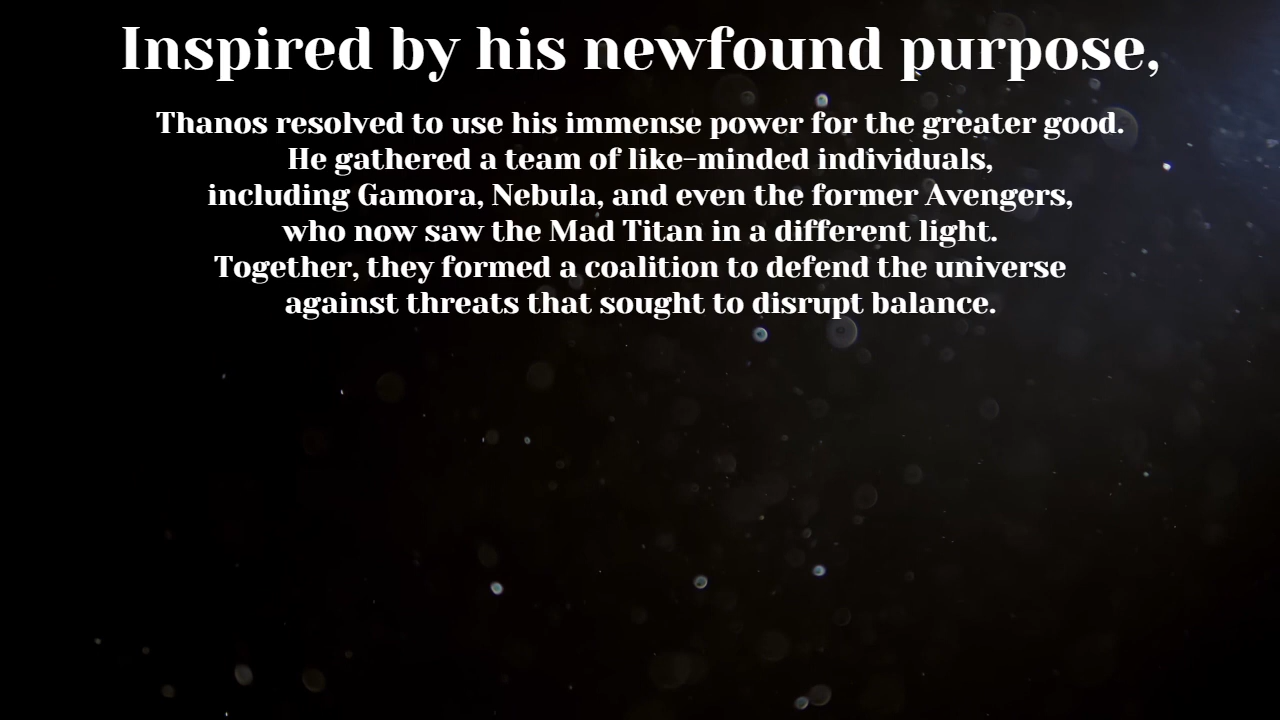 Inspired by his newfound purpose,
Thanos resolved to use his immense power for the greater good.
He gathered a team of like-minded individuals,
including Gamora, Nebula, and even the former Avengers,
who now saw the Mad Titan in a different light.
Together, they formed a coalition to defend the universe
against threats that sought to disrupt balance.